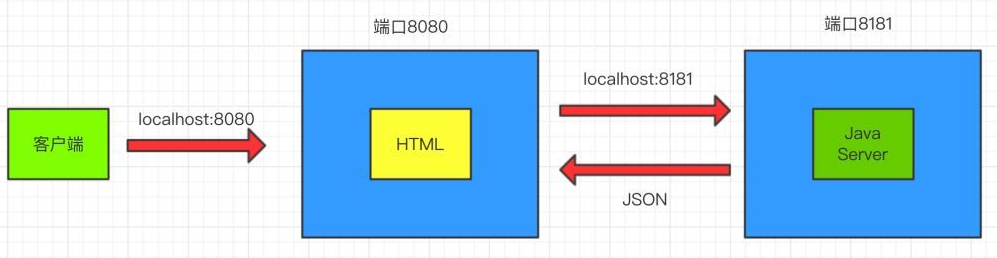 端口8080
端口8181
客户端
localhost:8080
HTML
localhost:8181
JSON
Java
Server